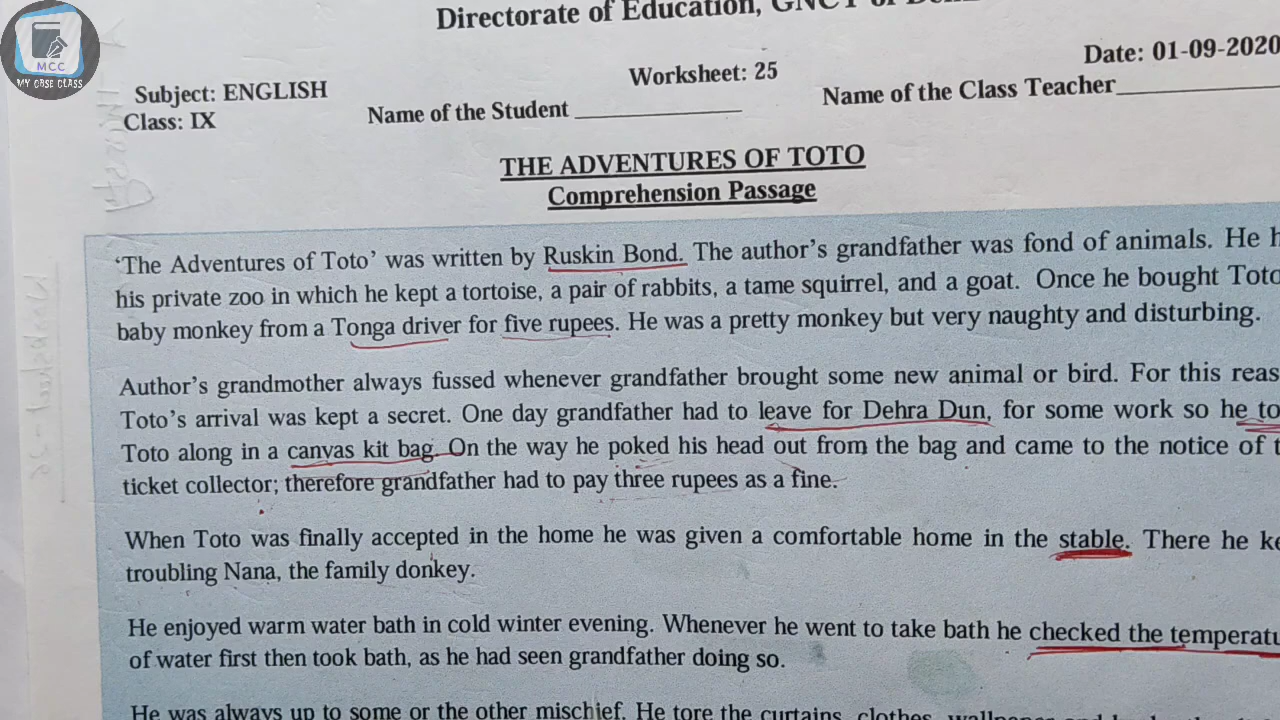 MCC
MY CBSE CLASS
Directorate of Education, GNCT of
Date: 01-09-2020
Worksheet: 25
Subject: ENGLISH
Name of the Student
Name of the Class Teacher
Class: IX
THE ADVENTURES OF TOTO
Comprehension Passage
‘The Adventures of Toto’ was written by Ruskin Bond. The author’s grandfather was fond of animals. He
his private zoo in which he kept a tortoise, a pair of rabbits, a tame squirrel, and a goat. Once he bought Toto
baby monkey from a Tonga driver for five rupees. He was a pretty monkey but very naughty and disturbing.
Author’s grandmother always fussed whenever grandfather brought some new animal or bird. For this
Toto’s arrival was kept a secret. One day grandfather had to leave for Dehra Dun, for some work so he
Toto along in a canvas kit bag. On the way he poked his head out from the bag and came to the notice of
ticket collector; therefore grandfather had to pay three rupees as a fine.
When Toto was finally accepted in the home he was given a comfortable home in the stable. There he
troubling Nana, the family donkey.
He enjoyed warm water bath in cold winter evening. Whenever he went to take bath he checked the
of water first then took bath, as he had seen grandfather doing so.
He was always up to some or the other mischief. He tore the curtains, clothes,